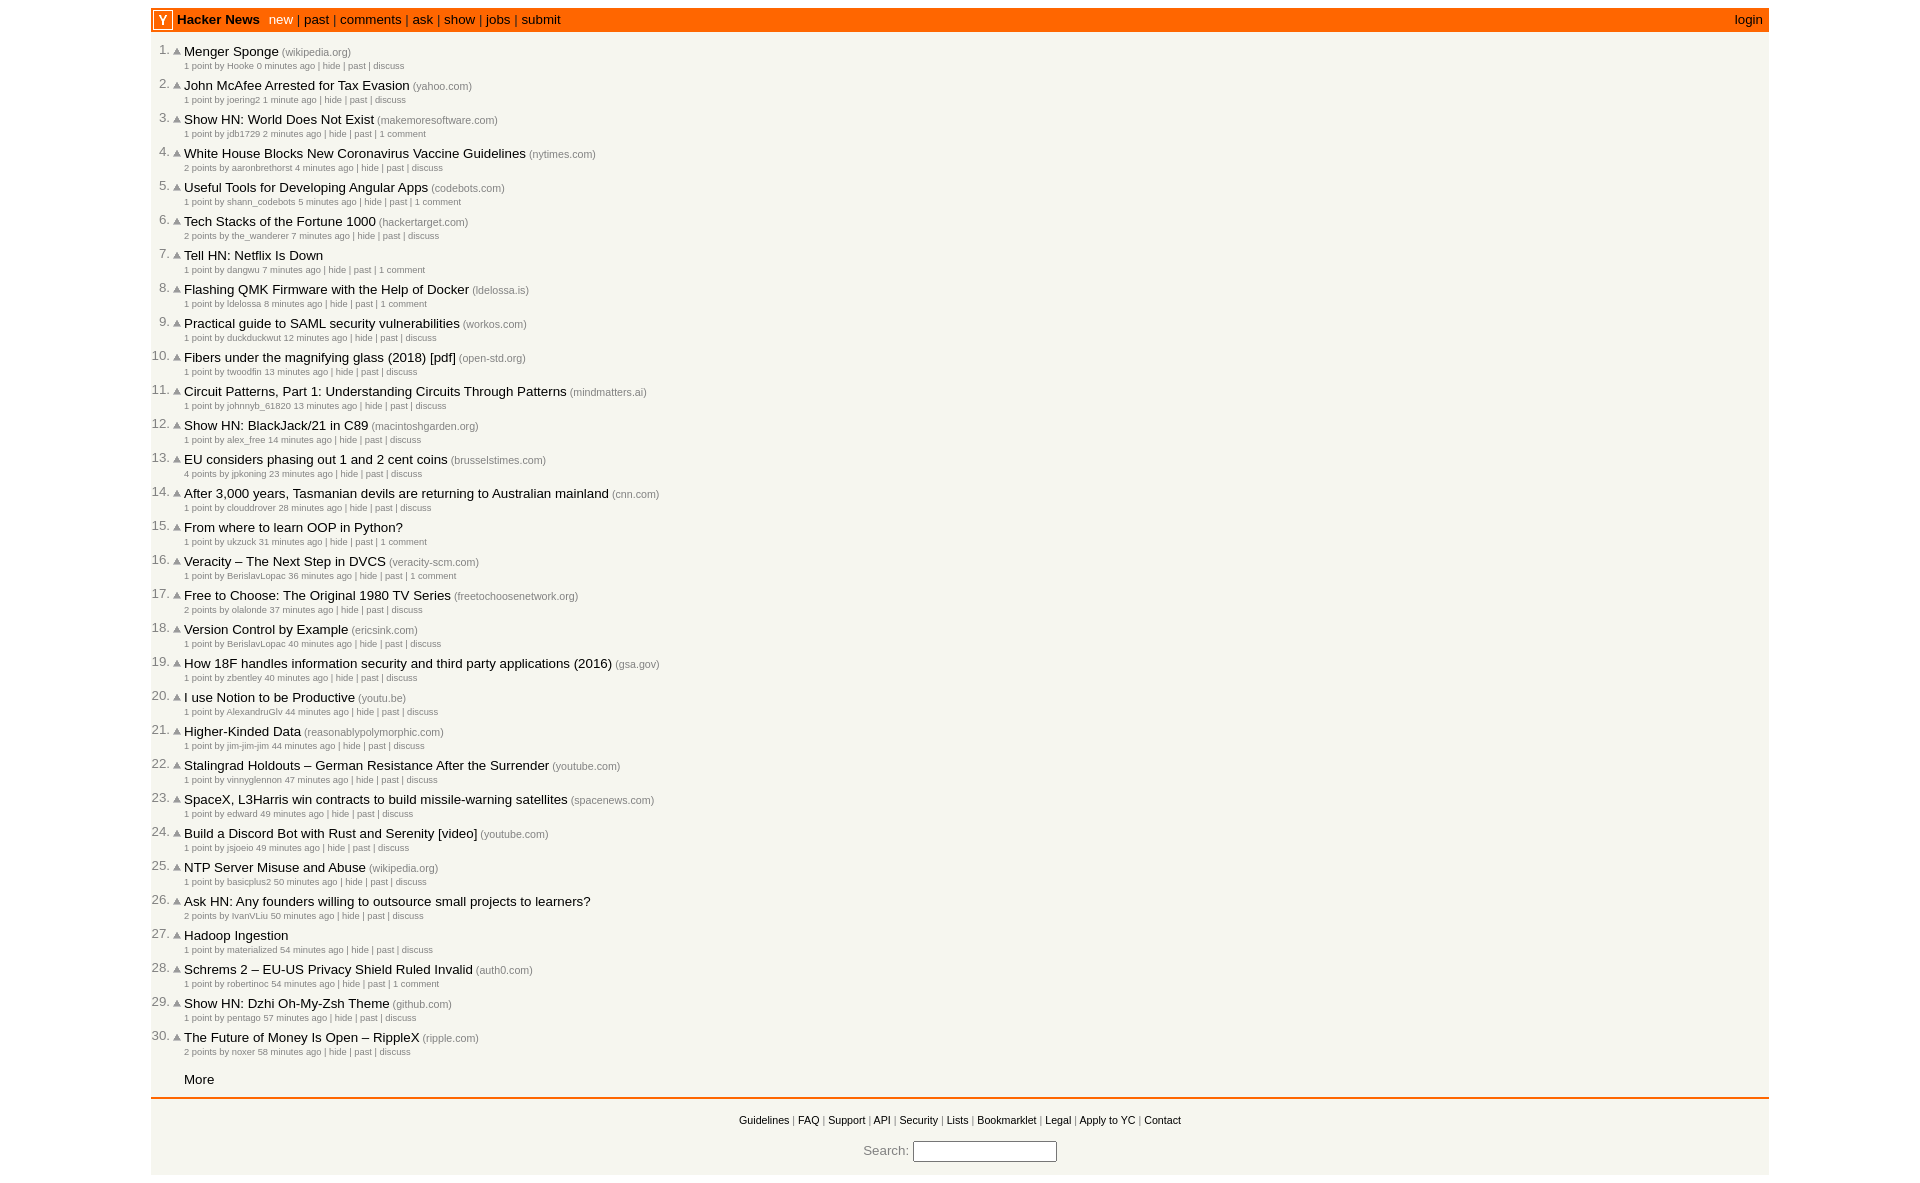 Y Hacker News new | past | comments | ask | show | jobs | submit login
1. Menger Sponge (wikipedia.org)
1 point by Hooke 0 minutes ago | hide | past | discuss
2. John McAfee Arrested for Tax Evasion (yahoo.com)
1 point by joering2 1 minute ago | hide | past | discuss
3. Show HN: World Does Not Exist (makemoresoftware.com)
1 point by jdb1729 2 minutes ago | hide | past | 1 comment
4. White House Blocks New Coronavirus Vaccine Guidelines (nytimes.com)
2 points by aaronbrethorst 4 minutes ago | hide | past | discuss
5. Useful Tools for Developing Angular Apps (codebots.com)
1 point by shann_codebots 5 minutes ago | hide | past | 1 comment
6. Tech Stacks of the Fortune 1000 (hackertarget.com)
2 points by the_wanderer 7 minutes ago | hide | past | discuss
7. Tell HN: Netflix Is Down
1 point by dangwu 7 minutes ago | hide | past | 1 comment
8. Flashing QMK Firmware with the Help of Docker (ldelossa.is)
1 point by ldelossa 8 minutes ago | hide | past | 1 comment
9. Practical guide to SAML security vulnerabilities (workos.com)
1 point by duckduckwut 12 minutes ago | hide | past | discuss
10. Fibers under the magnifying glass (2018) [pdf] (open-std.org)
1 point by twoodfin 13 minutes ago | hide | past | discuss
11. Circuit Patterns, Part 1: Understanding Circuits Through Patterns (mindmatters.ai)
1 point by johnnyb_61820 13 minutes ago | hide | past | discuss
12. Show HN: BlackJack/21 in C89 (macintoshgarden.org)
1 point by alex_free 14 minutes ago | hide | past | discuss
13. EU considers phasing out 1 and 2 cent coins (brusselstimes.com)
4 points by jpkoning 23 minutes ago | hide | past | discuss
14. After 3,000 years, Tasmanian devils are returning to Australian mainland (cnn.com)
1 point by clouddrover 28 minutes ago | hide | past | discuss
15. From where to learn OOP in Python?
1 point by ukzuck 31 minutes ago | hide | past | 1 comment
16. Veracity – The Next Step in DVCS (veracity-scm.com)
1 point by BerislavLopac 36 minutes ago | hide | past | 1 comment
17. Free to Choose: The Original 1980 TV Series (freetochoosenetwork.org)
2 points by olalonde 37 minutes ago | hide | past | discuss
18. Version Control by Example (ericsink.com)
1 point by BerislavLopac 40 minutes ago | hide | past | discuss
19. How 18F handles information security and third party applications (2016) (gsa.gov)
1 point by zbentley 40 minutes ago | hide | past | discuss
20. I use Notion to be Productive (youtu.be)
1 point by AlexandruGlv 44 minutes ago | hide | past | discuss
21. Higher-Kinded Data (reasonablypolymorphic.com)
1 point by jim-jim-jim 44 minutes ago | hide | past | discuss
22. Stalingrad Holdouts – German Resistance After the Surrender (youtube.com)
1 point by vinnyglennon 47 minutes ago | hide | past | discuss
23. SpaceX, L3Harris win contracts to build missile-warning satellites (spacenews.com)
1 point by edward 49 minutes ago | hide | past | discuss
24. Build a Discord Bot with Rust and Serenity [video] (youtube.com)
1 point by jsjoeio 49 minutes ago | hide | past | discuss
25. NTP Server Misuse and Abuse (wikipedia.org)
1 point by basicplus2 50 minutes ago | hide | past | discuss
26. Ask HN: Any founders willing to outsource small projects to learners?
2 points by IvanVLiu 50 minutes ago | hide | past | discuss
27. Hadoop Ingestion
1 point by materialized 54 minutes ago | hide | past | discuss
28. Schrems 2 – EU-US Privacy Shield Ruled Invalid (auth0.com)
1 point by robertinoc 54 minutes ago | hide | past | 1 comment
29. Show HN: Dzhi Oh-My-Zsh Theme (github.com)
1 point by pentago 57 minutes ago | hide | past | discuss
30. The Future of Money Is Open – RippleX (ripple.com)
2 points by noxer 58 minutes ago | hide | past | discuss
More
Guidelines | FAQ | Support | API | Security | Lists | Bookmarklet | Legal | Apply to YC | Contact
Search: